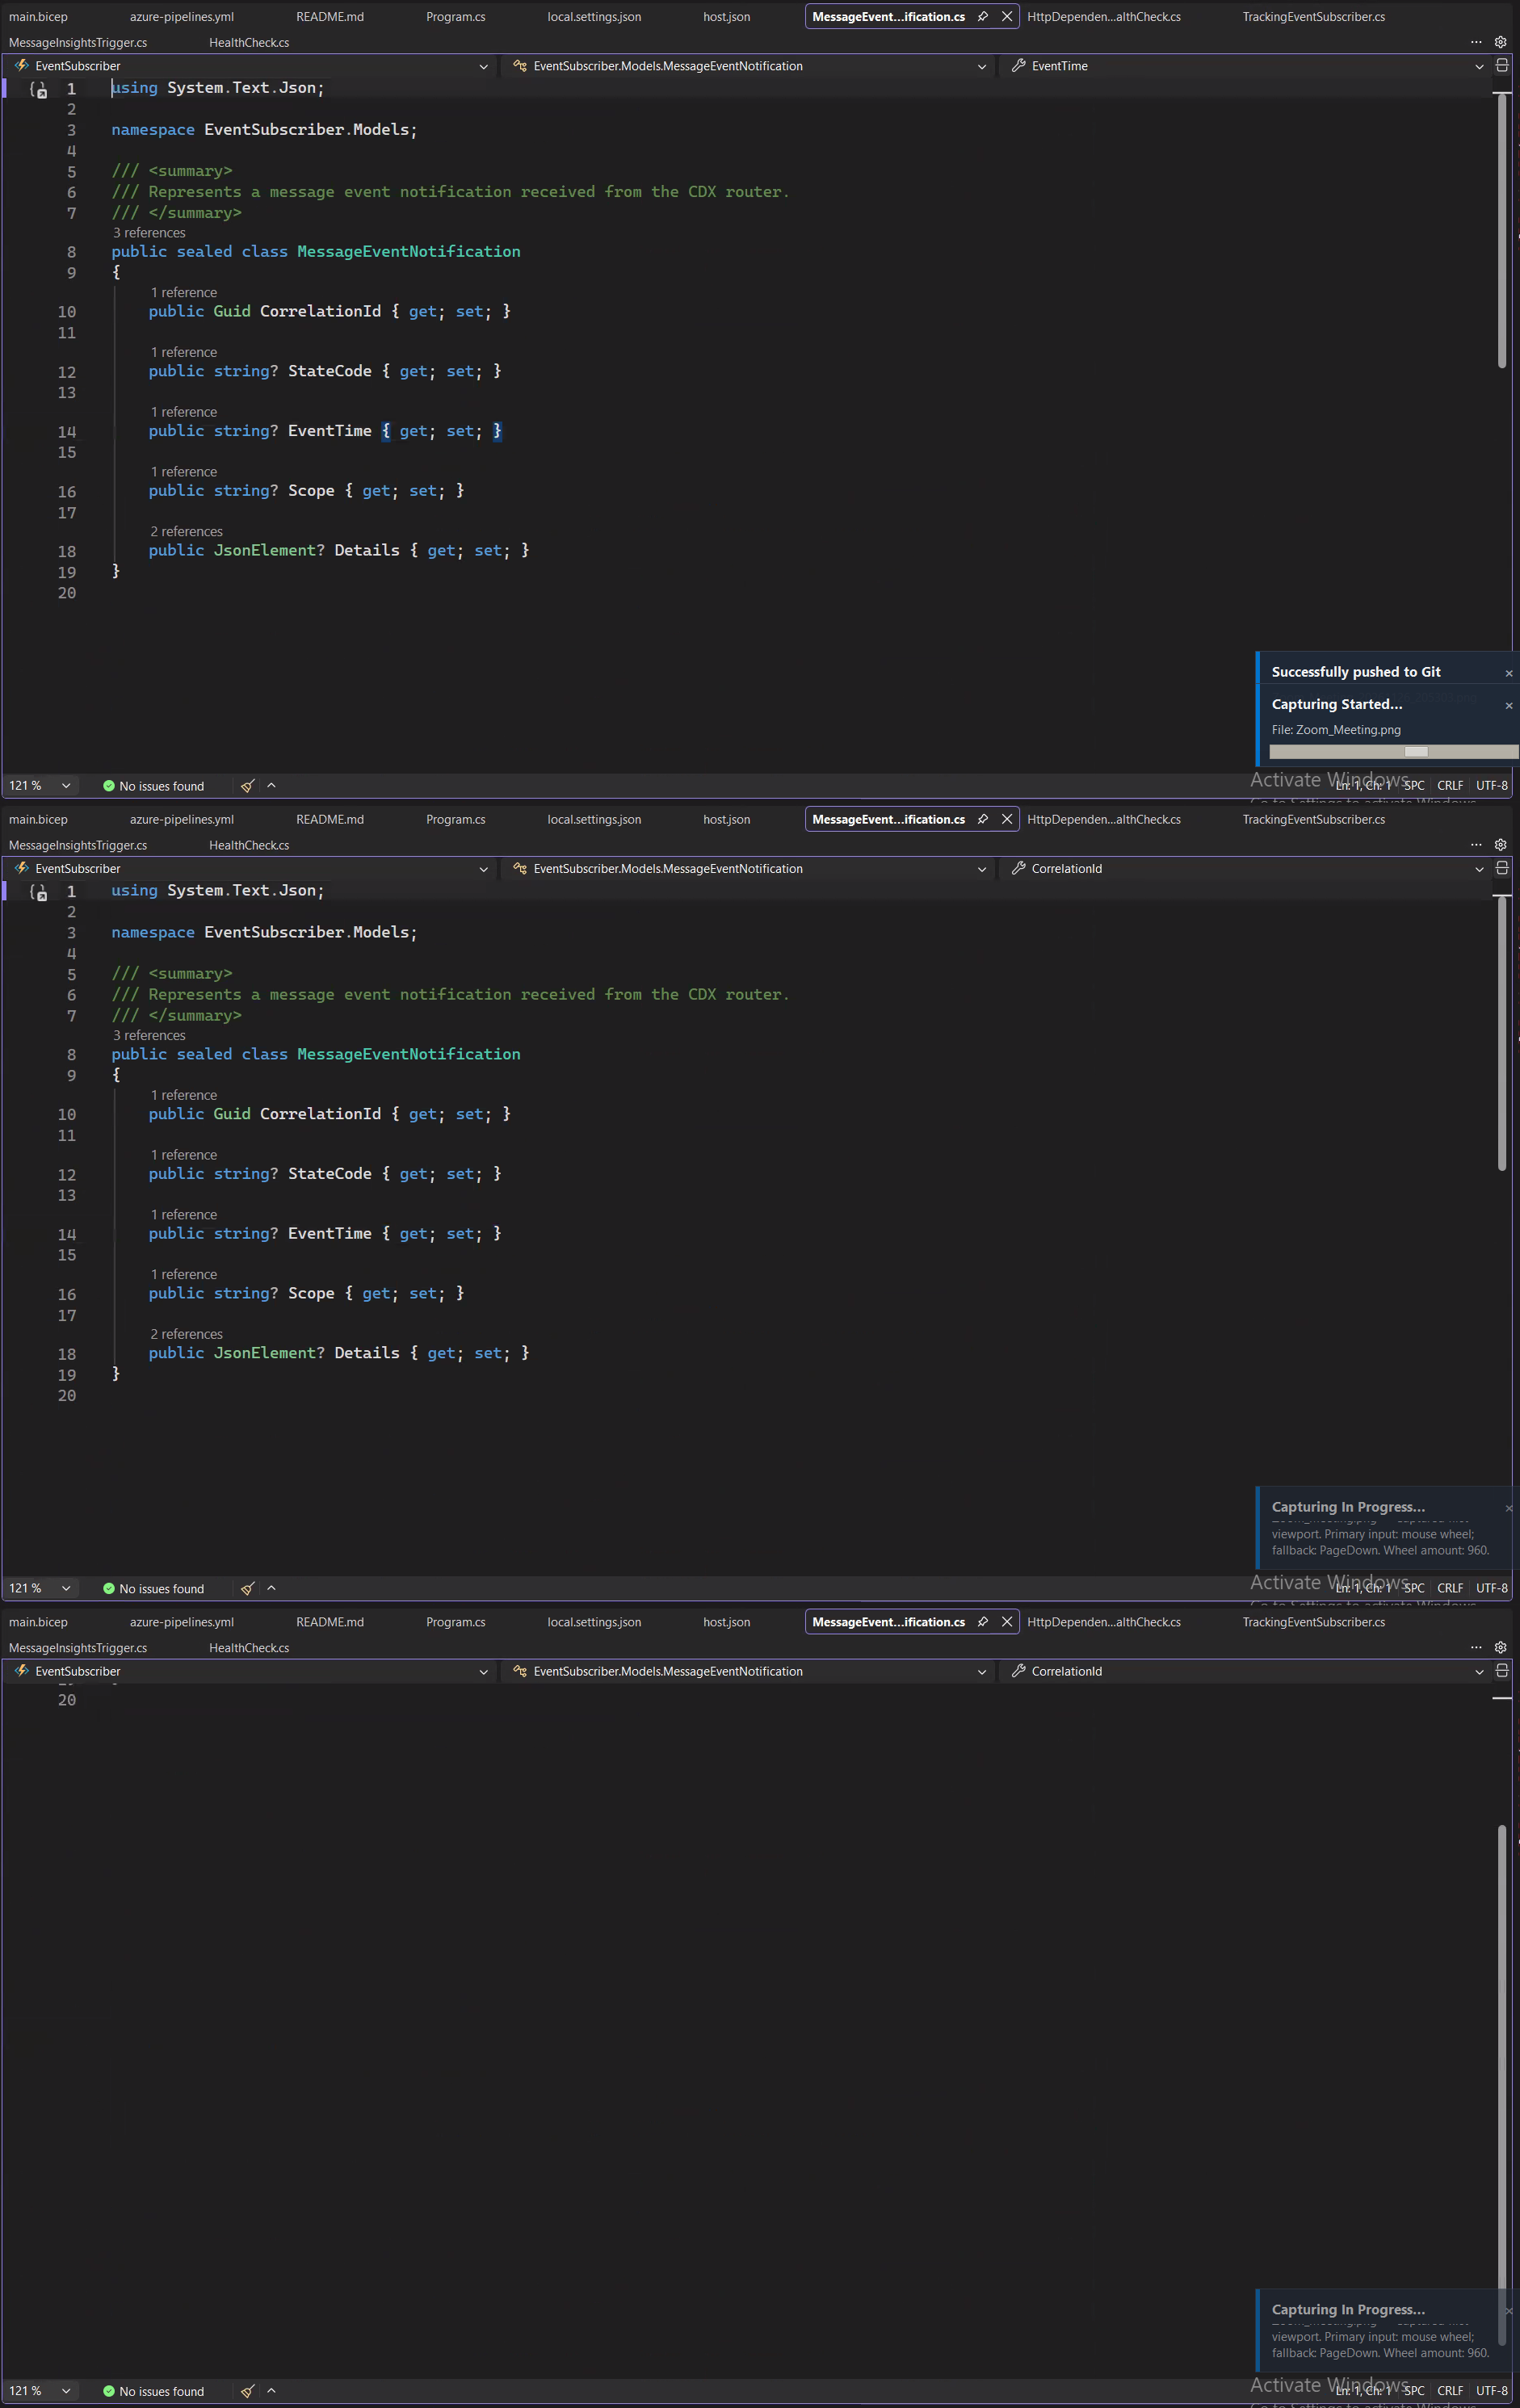 main.bicep azure-pipelines.yml README.md Program.cs local.settings.json host.json MessageEvent...ification.cs HttpDependen...althCheck.cs TrackingEventSubscriber.cs
MessageInsightsTrigger.cs HealthCheck.cs
EventSubscriber EventSubscriber.Models.MessageEventNotification EventTime
1 using System.Text.Json;
2
3 namespace EventSubscriber.Models;
4
5 /// <summary>
6 /// Represents a message event notification received from the CDX router.
7 /// </summary>
3 references
8 public sealed class MessageEventNotification
9 {
1 reference
10 public Guid CorrelationId { get; set; }
11
1 reference
12 public string? StateCode { get; set; }
13
1 reference
14 public string? EventTime { get; set; }
15
1 reference
16 public string? Scope { get; set; }
17
2 references
18 public JsonElement? Details { get; set; }
19 }
20
Successfully pushed to Git
Capturing Started...
File: Zoom_Meeting.png
Activate Windows
121 % No issues found Ln: 1, Ch: 1 SPC CRLF UTF-8
main.bicep azure-pipelines.yml README.md Program.cs local.settings.json host.json MessageEvent...ification.cs HttpDependen...althCheck.cs TrackingEventSubscriber.cs
MessageInsightsTrigger.cs HealthCheck.cs
EventSubscriber EventSubscriber.Models.MessageEventNotification CorrelationId
1 using System.Text.Json;
2
3 namespace EventSubscriber.Models;
4
5 /// <summary>
6 /// Represents a message event notification received from the CDX router.
7 /// </summary>
3 references
8 public sealed class MessageEventNotification
9 {
1 reference
10 public Guid CorrelationId { get; set; }
11
1 reference
12 public string? StateCode { get; set; }
13
1 reference
14 public string? EventTime { get; set; }
15
1 reference
16 public string? Scope { get; set; }
17
2 references
18 public JsonElement? Details { get; set; }
19 }
20
Capturing In Progress...
viewport. Primary input: mouse wheel;
fallback: PageDown. Wheel amount: 960.
Activate Windows
121 % No issues found Ln: 1, Ch: 1 SPC CRLF UTF-8
main.bicep azure-pipelines.yml README.md Program.cs local.settings.json host.json MessageEvent...ification.cs HttpDependen...althCheck.cs TrackingEventSubscriber.cs
MessageInsightsTrigger.cs HealthCheck.cs
EventSubscriber EventSubscriber.Models.MessageEventNotification CorrelationId
20
Capturing In Progress...
viewport. Primary input: mouse wheel;
fallback: PageDown. Wheel amount: 960.
Activate Windows
121 % No issues found Ln: 1, Ch: 1 SPC CRLF UTF-8